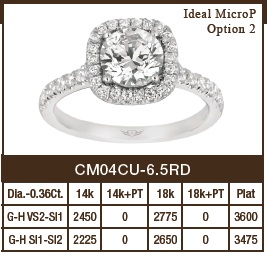 Ideal MicroP
Option 2
CM04CU-6.5RD
Dia.-0.36Ct. 14k 14k+PT 18k 18k+PT Plat
G-H VS2-SI1 2450 0 2775 0 3600
G-H SI1-SI2 2225 0 2650 0 3475